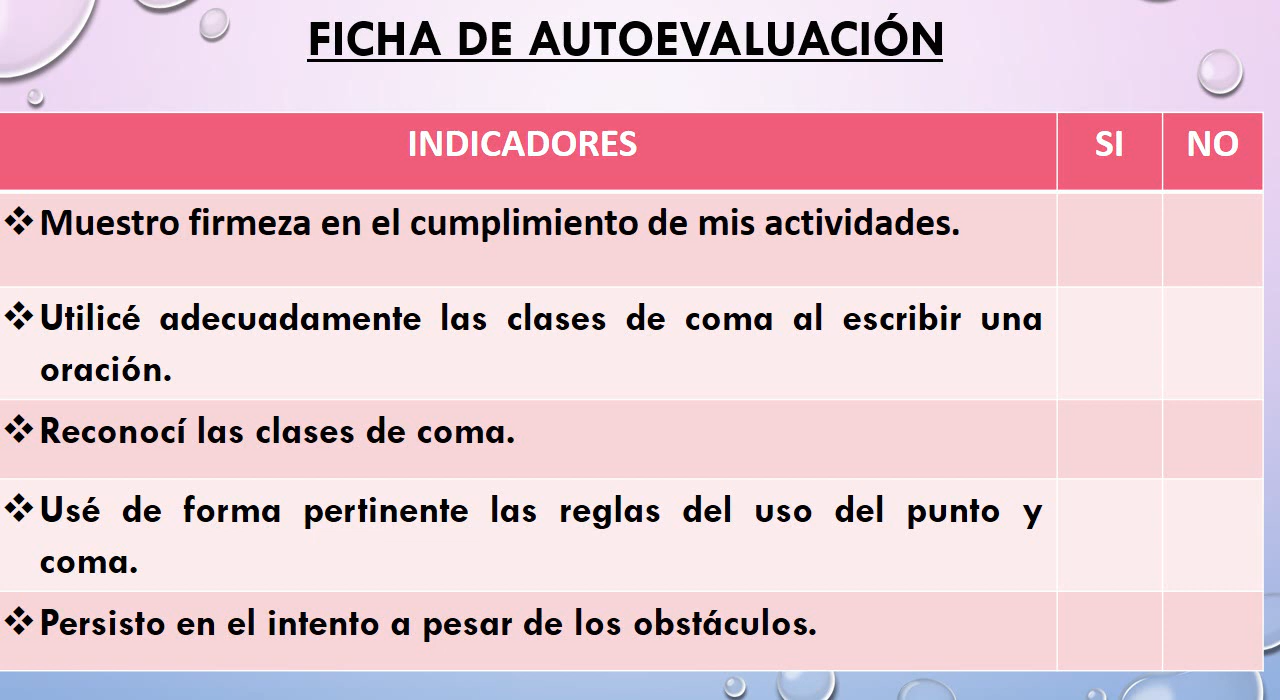 FICHA DE AUTOEVALUACIÓN
INDICADORES SI NO
❖Muestro firmeza en el cumplimiento de mis actividades.
❖Utilicé adecuadamente las clases de coma al escribir una
oración.
❖Reconocí las clases de coma.
❖Usé de forma pertinente las reglas del uso del punto y
coma.
❖Persisto en el intento a pesar de los obstáculos.